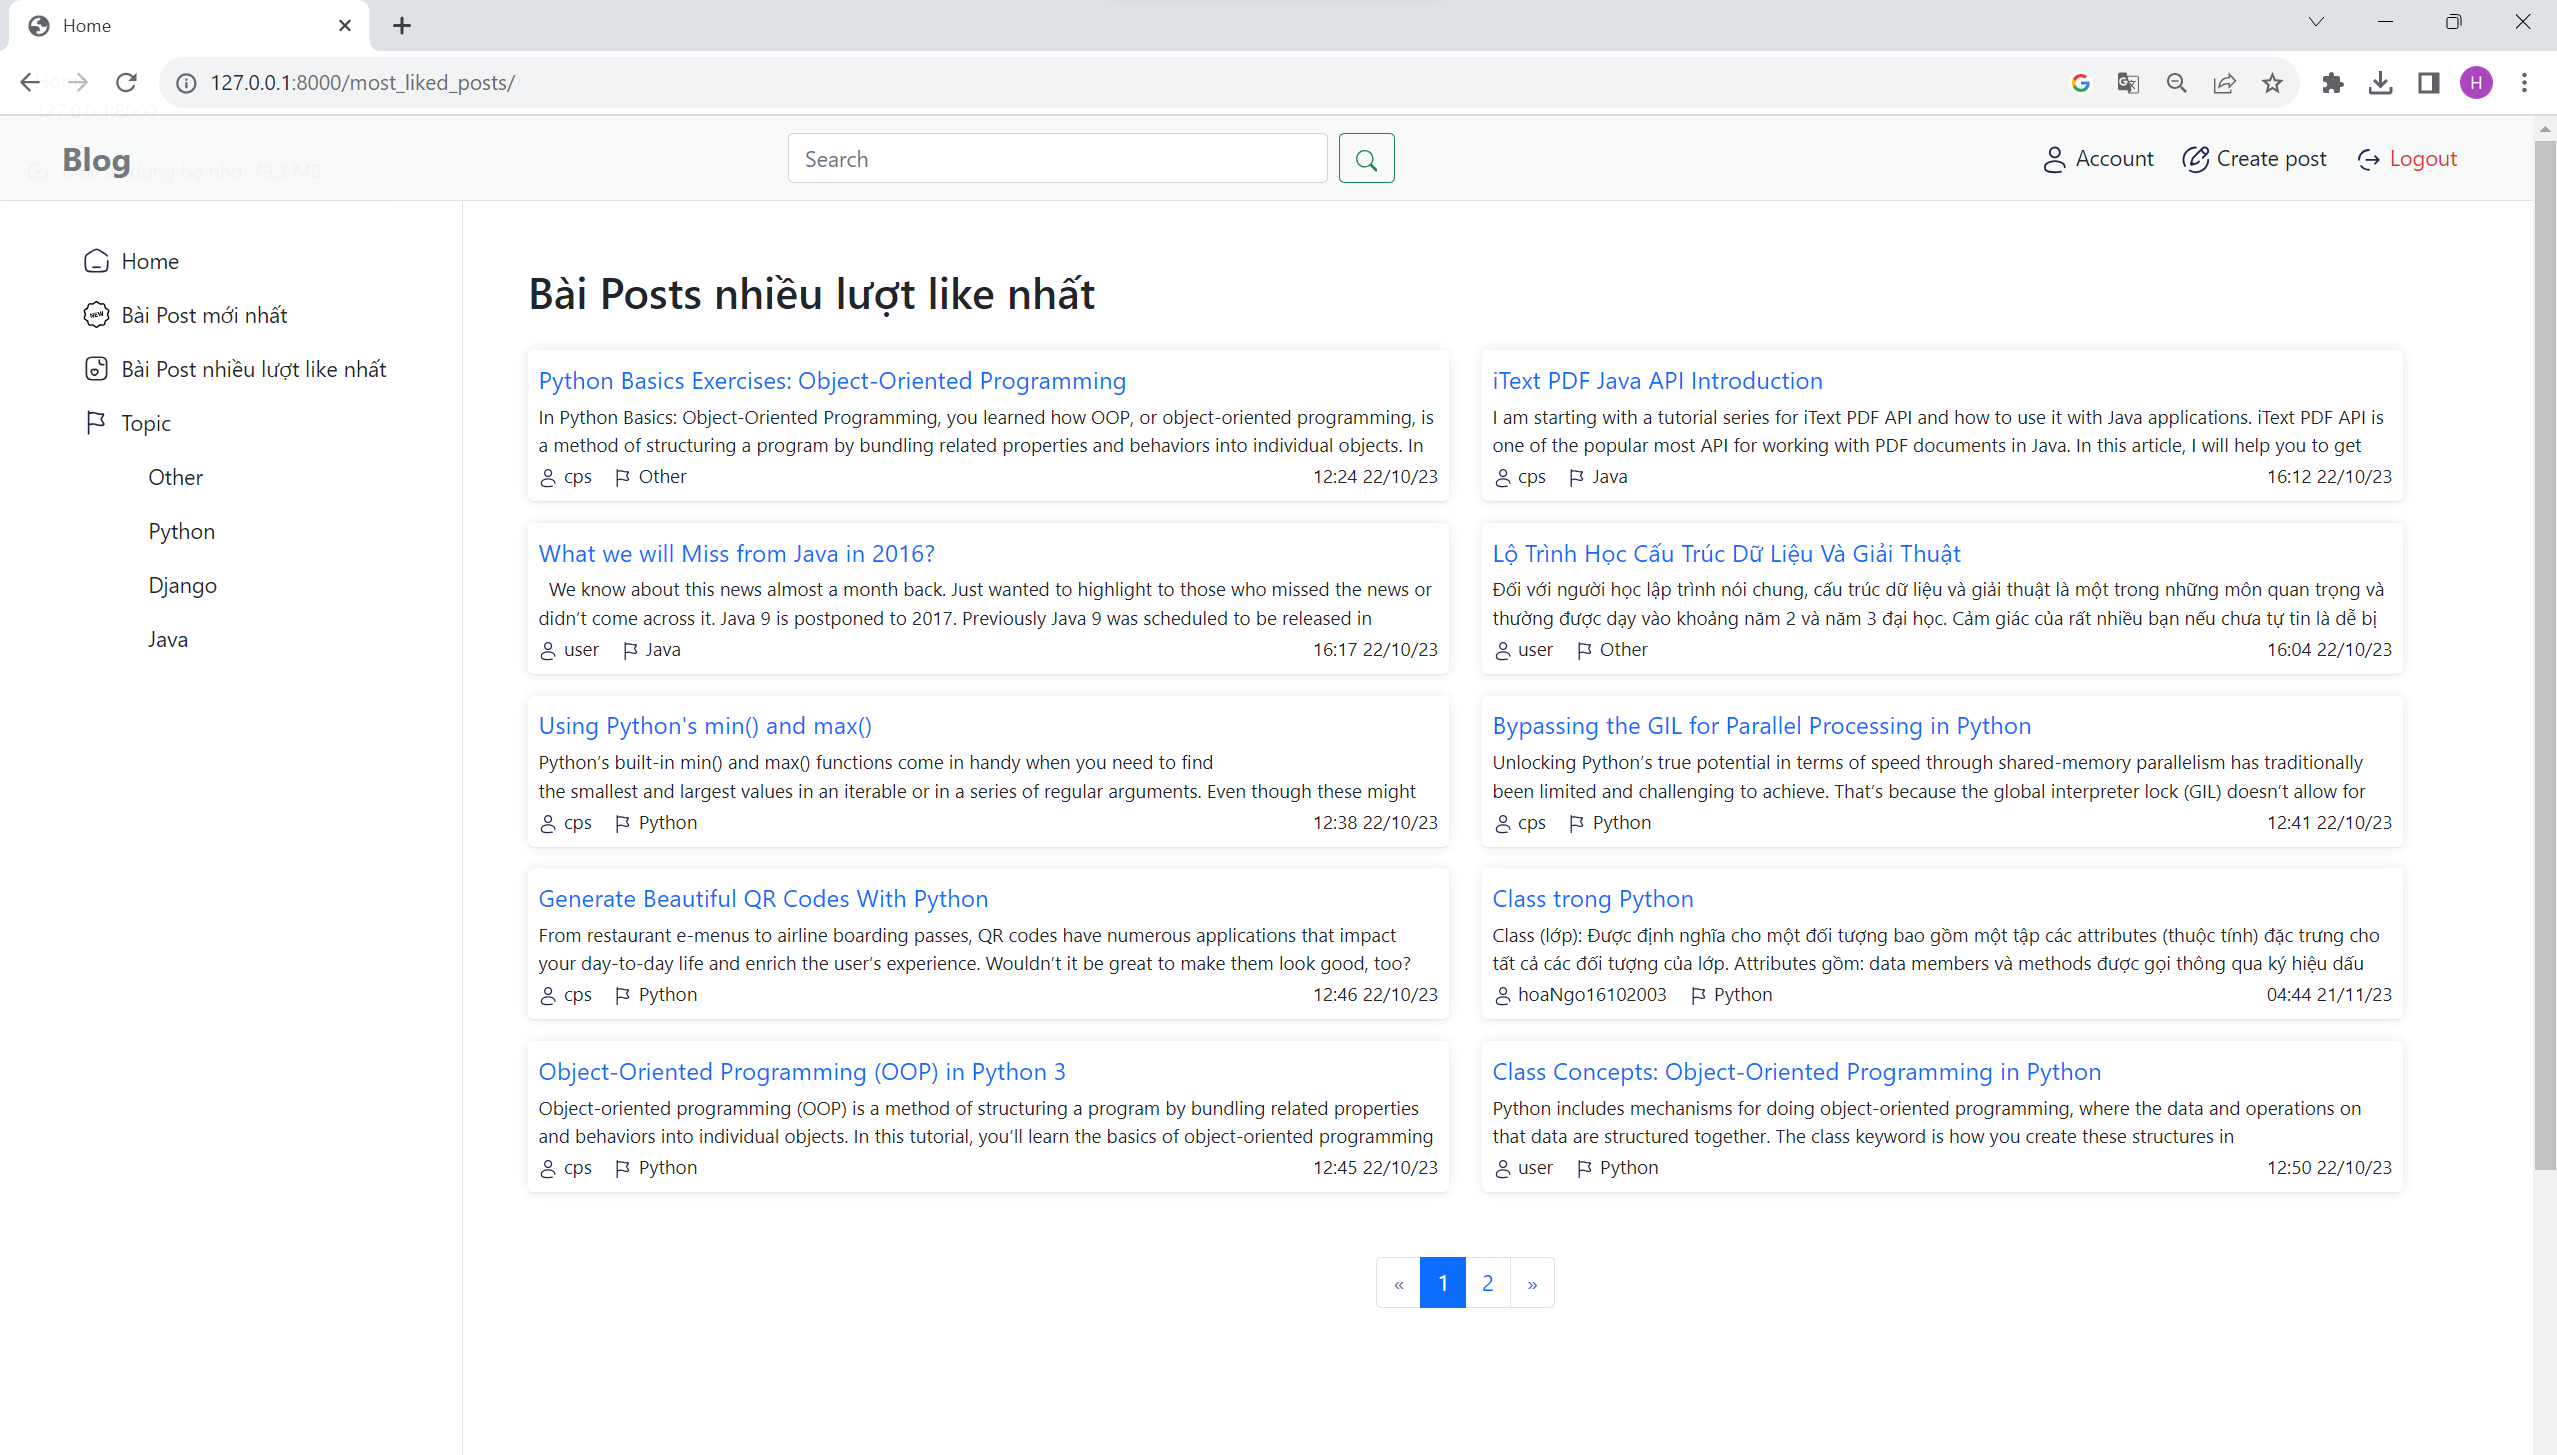 Home
127.0.0.1:8000/most_liked_posts/
H
Blog
Search
Account
Create post
Logout
Home
Bài Post mới nhất
Bài Post nhiều lượt like nhất
Topic
Other
Python
Django
Java
Bài Posts nhiều lượt like nhất
Python Basics Exercises: Object-Oriented Programming
In Python Basics: Object-Oriented Programming, you learned how OOP, or object-oriented programming, is
a method of structuring a program by bundling related properties and behaviors into individual objects. In
cps Other 12:24 22/10/23
iText PDF Java API Introduction
I am starting with a tutorial series for iText PDF API and how to use it with Java applications. iText PDF API is
one of the popular most API for working with PDF documents in Java. In this article, I will help you to get
cps Java 16:12 22/10/23
What we will Miss from Java in 2016?
We know about this news almost a month back. Just wanted to highlight to those who missed the news or
didn’t come across it. Java 9 is postponed to 2017. Previously Java 9 was scheduled to be released in
user Java 16:17 22/10/23
Lộ Trình Học Cấu Trúc Dữ Liệu Và Giải Thuật
Đối với người học lập trình nói chung, cấu trúc dữ liệu và giải thuật là một trong những môn quan trọng và
thường được dạy vào khoảng năm 2 và năm 3 đại học. Cảm giác của rất nhiều bạn nếu chưa tự tin là dễ bị
user Other 16:04 22/10/23
Using Python's min() and max()
Python’s built-in min() and max() functions come in handy when you need to find
the smallest and largest values in an iterable or in a series of regular arguments. Even though these might
cps Python 12:38 22/10/23
Bypassing the GIL for Parallel Processing in Python
Unlocking Python’s true potential in terms of speed through shared-memory parallelism has traditionally
been limited and challenging to achieve. That’s because the global interpreter lock (GIL) doesn’t allow for
cps Python 12:41 22/10/23
Generate Beautiful QR Codes With Python
From restaurant e-menus to airline boarding passes, QR codes have numerous applications that impact
your day-to-day life and enrich the user’s experience. Wouldn’t it be great to make them look good, too?
cps Python 12:46 22/10/23
Class trong Python
Class (lớp): Được định nghĩa cho một đối tượng bao gồm một tập các attributes (thuộc tính) đặc trưng cho
tất cả các đối tượng của lớp. Attributes gồm: data members và methods được gọi thông qua ký hiệu dấu
hoaNgo16102003 Python 04:44 21/11/23
Object-Oriented Programming (OOP) in Python 3
Object-oriented programming (OOP) is a method of structuring a program by bundling related properties
and behaviors into individual objects. In this tutorial, you’ll learn the basics of object-oriented programming
cps Python 12:45 22/10/23
Class Concepts: Object-Oriented Programming in Python
Python includes mechanisms for doing object-oriented programming, where the data and operations on
that data are structured together. The class keyword is how you create these structures in
user Python 12:50 22/10/23
« 1 2 »